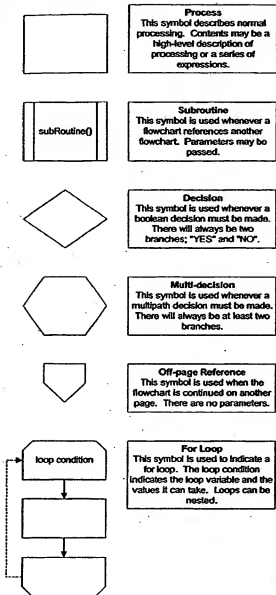 Process
This symbol describes normal
processing. Contents may be a
high-level description of
processing or a series of
expressions.
subRoutine()
Subroutine
This symbol is used whenever a
flowchart references another
flowchart. Parameters may be
passed.
Decision
This symbol is used whenever a
boolean decision must be made.
There will always be two
branches; "YES" and "NO".
Multi-decision
This symbol is used whenever a
multipath decision must be made.
There will always be at least two
branches.
Off-page Reference
This symbol is used when the
flowchart is continued on another
page. There are no parameters.
loop condition
For Loop
This symbol is used to indicate a
for loop. The loop condition
indicates the loop variable and the
values it can take. Loops can be
nested.